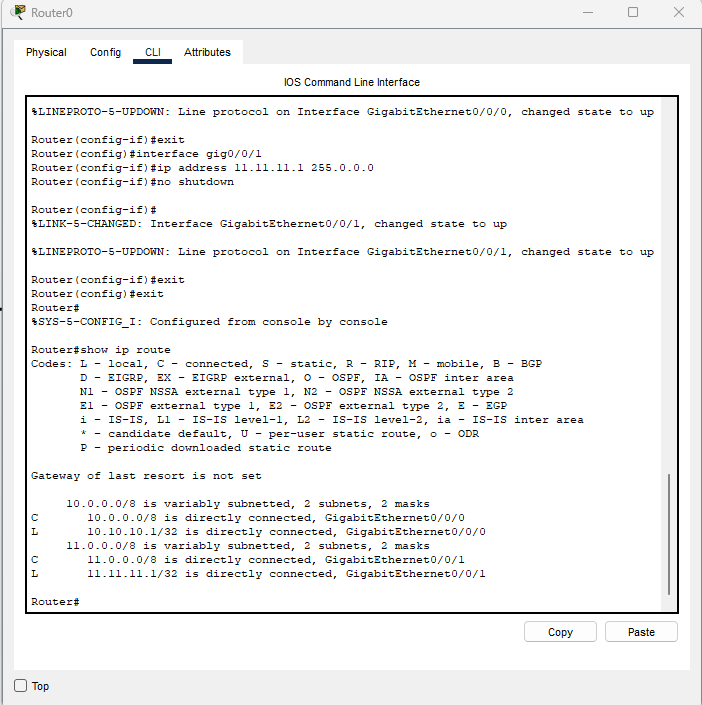 Router0
Physical Config CLI Attributes
IOS Command Line Interface
%LINEPROTO-5-UPDOWN: Line protocol on Interface GigabitEthernet0/0/0, changed state to up
Router(config-if)#exit
Router(config)#interface gig0/0/1
Router(config-if)#ip address 11.11.11.1 255.0.0.0
Router(config-if)#no shutdown
Router(config-if)#
%LINK-5-CHANGED: Interface GigabitEthernet0/0/1, changed state to up
%LINEPROTO-5-UPDOWN: Line protocol on Interface GigabitEthernet0/0/1, changed state to up
Router(config-if)#exit
Router(config)#exit
Router#
%SYS-5-CONFIG_I: Configured from console by console
Router#show ip route
Codes: L - local, C - connected, S - static, R - RIP, M - mobile, B - BGP
D - EIGRP, EX - EIGRP external, O - OSPF, IA - OSPF inter area
N1 - OSPF NSSA external type 1, N2 - OSPF NSSA external type 2
E1 - OSPF external type 1, E2 - OSPF external type 2, E - EGP
i - IS-IS, L1 - IS-IS level-1, L2 - IS-IS level-2, ia - IS-IS inter area
* - candidate default, U - per-user static route, o - ODR
P - periodic downloaded static route
Gateway of last resort is not set
10.0.0.0/8 is variably subnetted, 2 subnets, 2 masks
C 10.0.0.0/8 is directly connected, GigabitEthernet0/0/0
L 10.10.10.1/32 is directly connected, GigabitEthernet0/0/0
11.0.0.0/8 is variably subnetted, 2 subnets, 2 masks
C 11.0.0.0/8 is directly connected, GigabitEthernet0/0/1
L 11.11.11.1/32 is directly connected, GigabitEthernet0/0/1
Router#
Copy Paste
Top